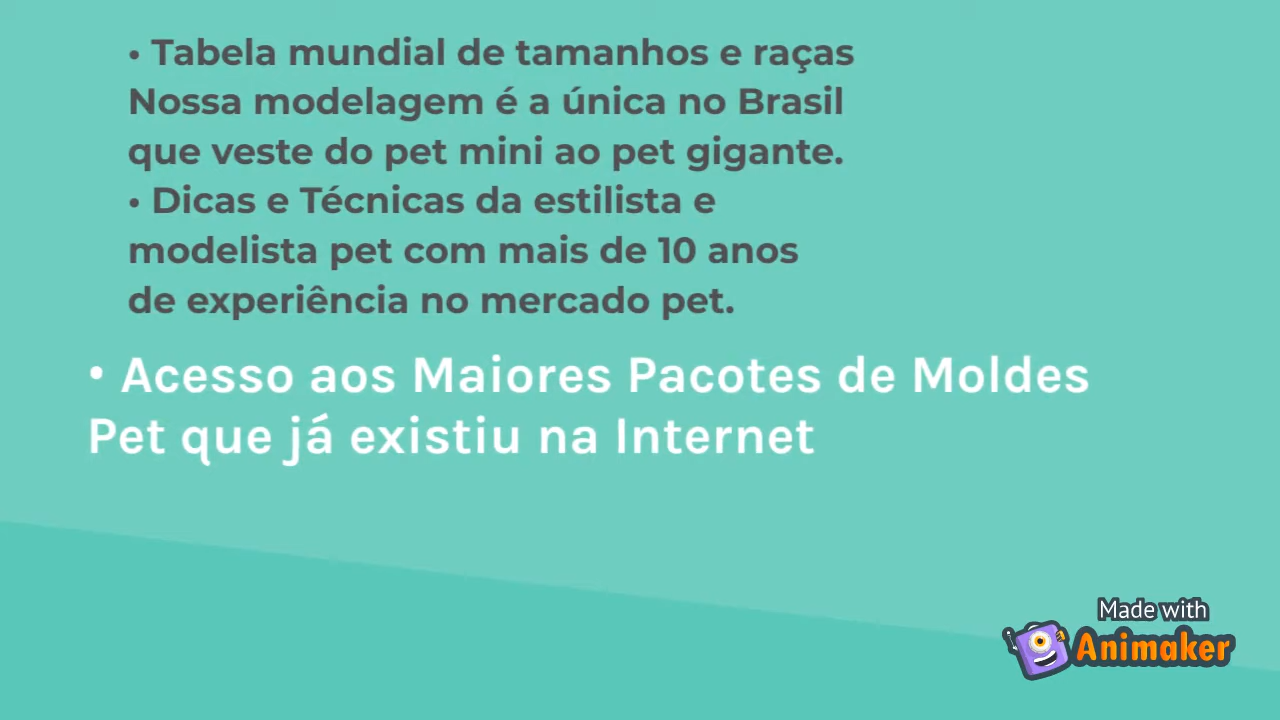 • Tabela mundial de tamanhos e raças
Nossa modelagem é a única no Brasil
que veste do pet mini ao pet gigante.
• Dicas e Técnicas da estilista e
modelista pet com mais de 10 anos
de experiência no mercado pet.
• Acesso aos Maiores Pacotes de Moldes
Pet que já existiu na Internet
Made with
Animaker